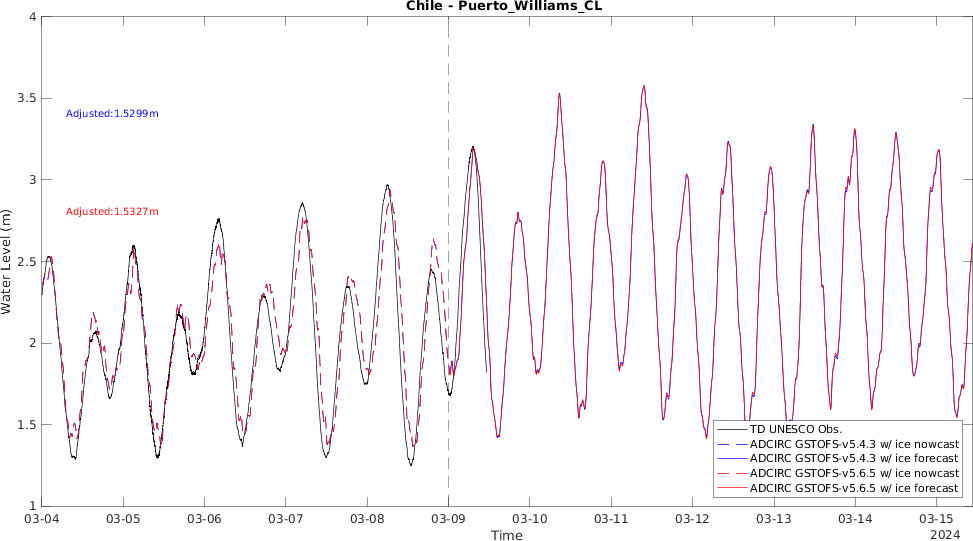 Chile - Puerto_Williams_CL
4
3.5
3
2.5
2
1.5
1
Water Level (m)
Adjusted:1.5299m
Adjusted:1.5327m
TD UNESCO Obs.
ADCIRC GSTOFS-v5.4.3 w/ ice nowcast
ADCIRC GSTOFS-v5.4.3 w/ ice forecast
ADCIRC GSTOFS-v5.6.5 w/ ice nowcast
ADCIRC GSTOFS-v5.6.5 w/ ice forecast
03-04 03-05 03-06 03-07 03-08 03-09 03-10 03-11 03-12 03-13 03-14 03-15
Time
2024